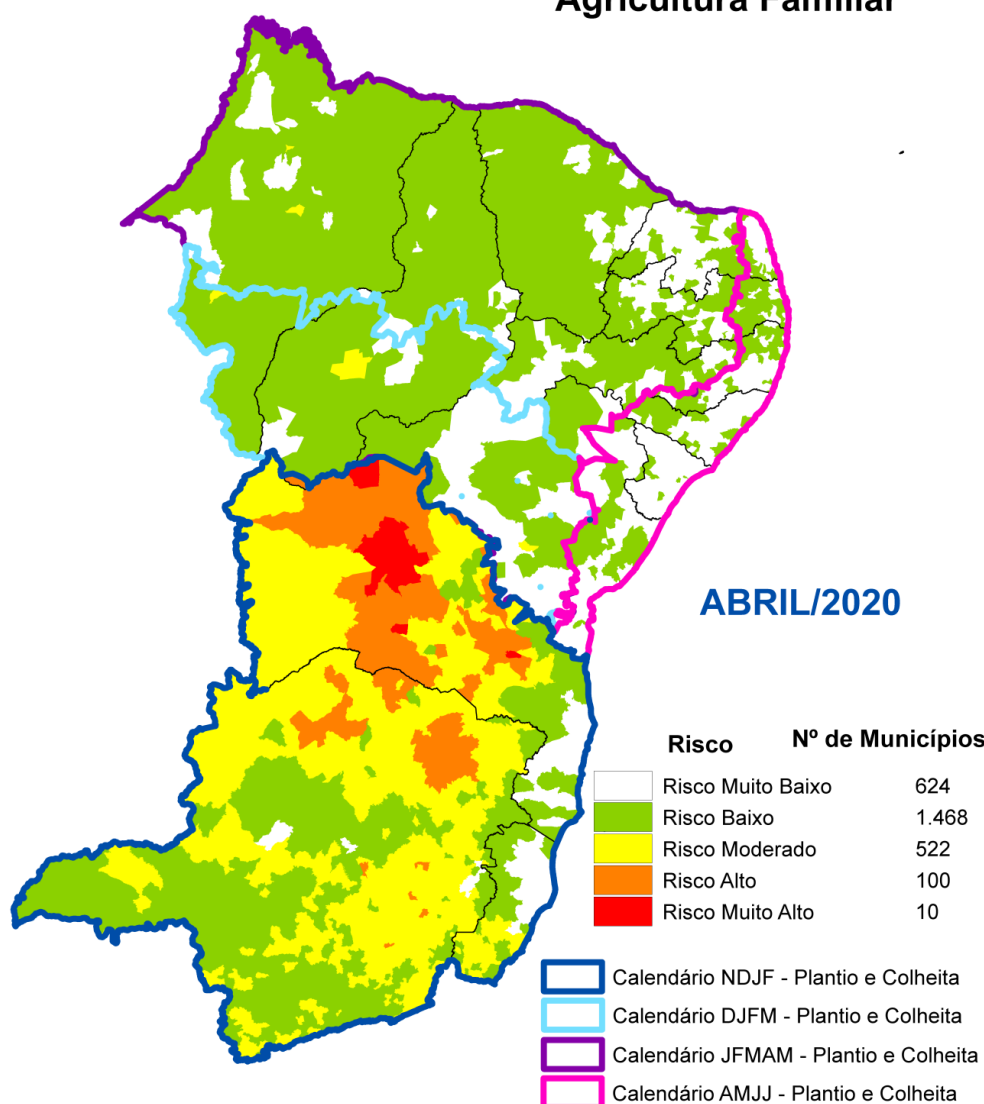 Agricultura Familiar
ABRIL/2020
Risco Nº de Municípios
Risco Muito Baixo 624
Risco Baixo 1.468
Risco Moderado 522
Risco Alto 100
Risco Muito Alto 10
Calendário NDJF - Plantio e Colheita
Calendário DJFM - Plantio e Colheita
Calendário JFMAM - Plantio e Colheita
Calendário AMJJ - Plantio e Colheita